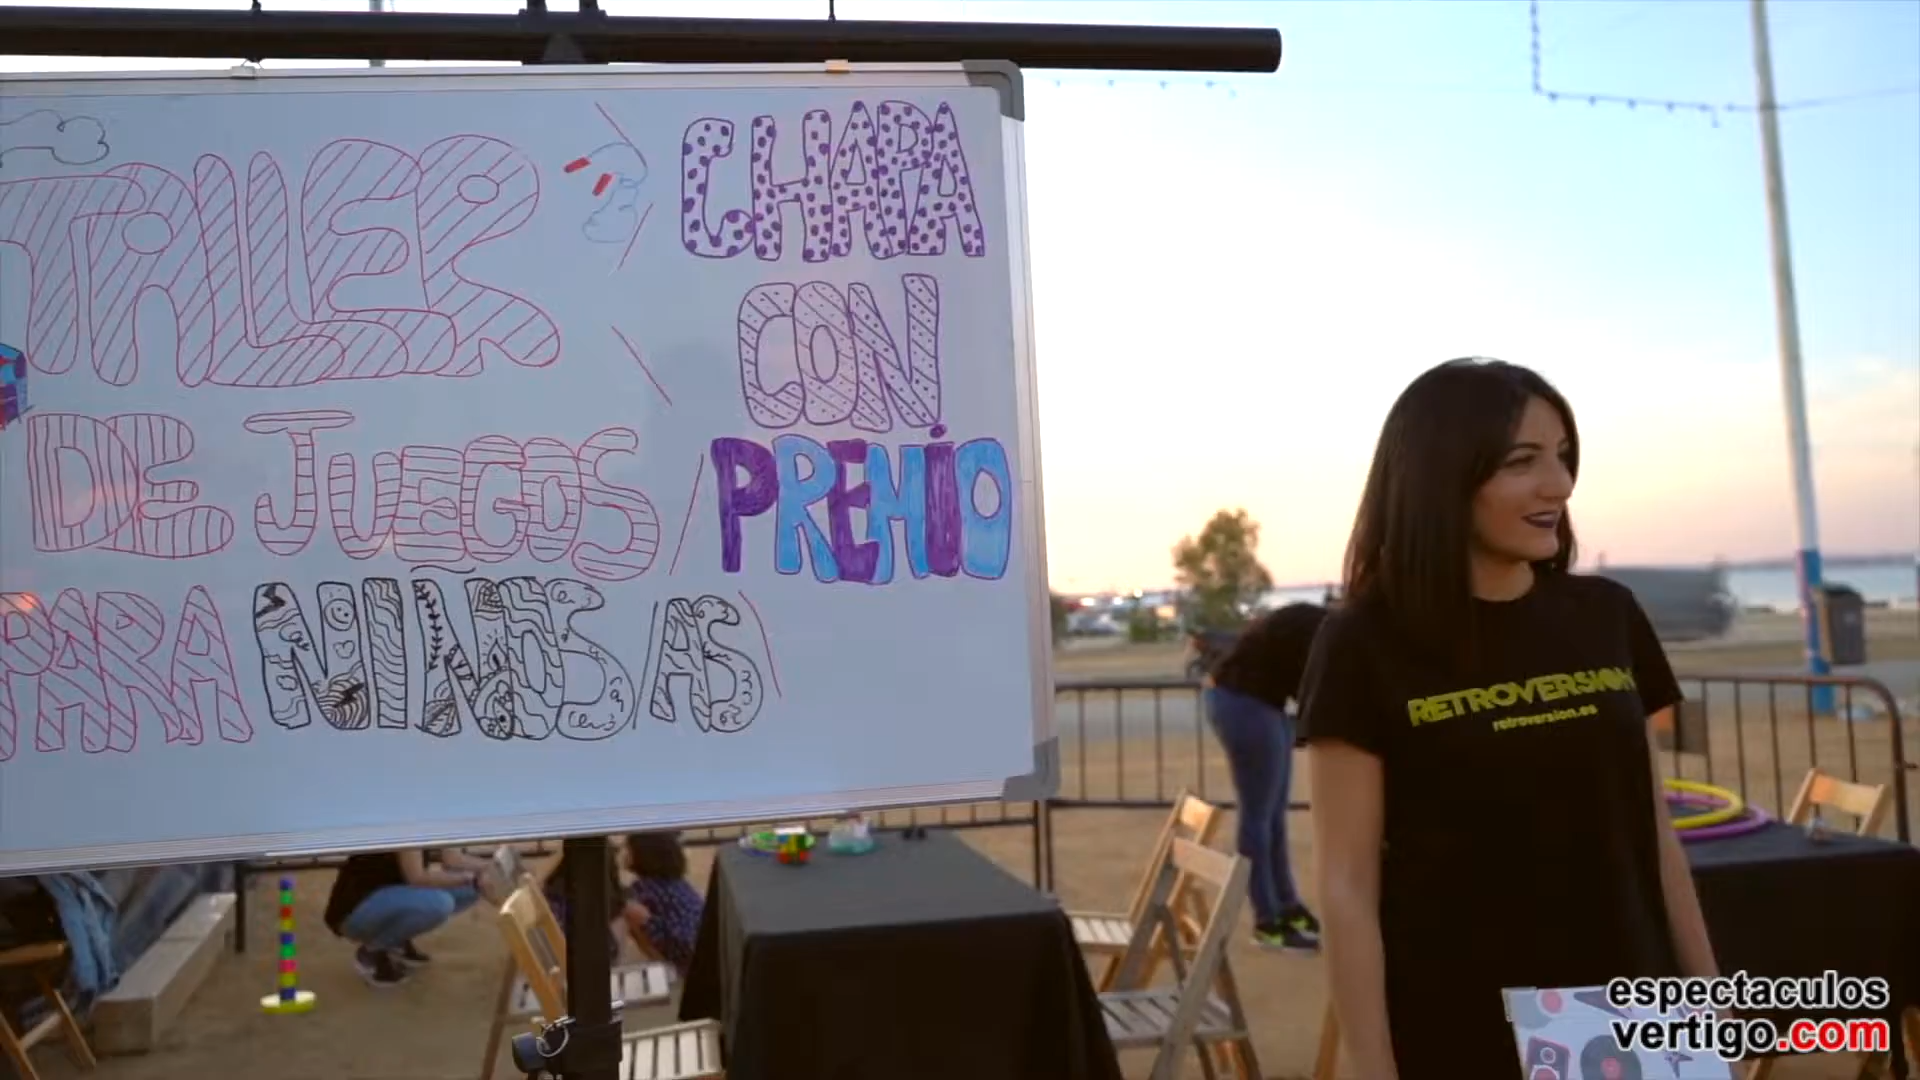 TALLER
DE JUEGOS
PARA NIÑOS/AS
CHAPA
CON
PREMIO
RETROVERSION
retroversion.es
espectaculos
vertigo.com